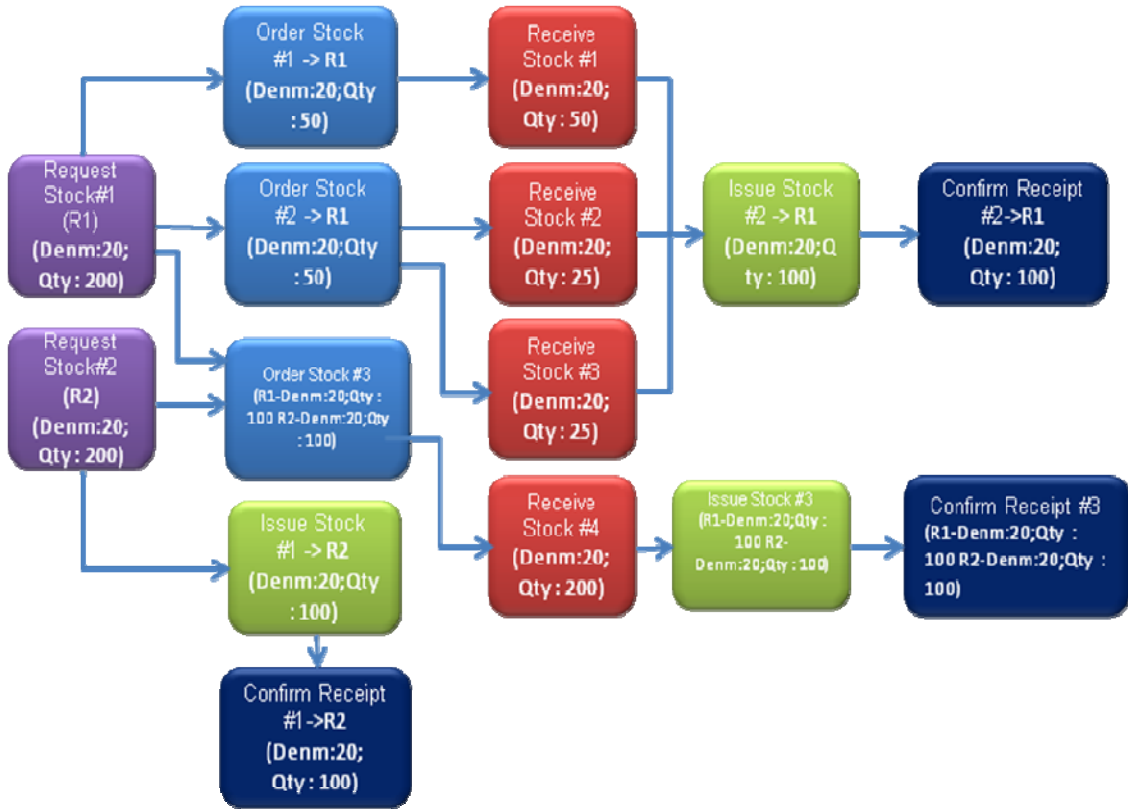 Order Stock
#1 -> R1
(Denm:20;Qty
: 50)
Receive
Stock #1
(Denm:20;
Qty : 50)
Request
Stock#1
(R1)
(Denm:20;
Qty : 200)
Order Stock
#2 -> R1
(Denm:20;Qty
: 50)
Receive
Stock #2
(Denm:20;
Qty : 25)
Issue Stock
#2 -> R1
(Denm:20;Q
ty : 100)
Confirm Receipt
#2->R1
(Denm:20;
Qty : 100)
Request
Stock#2
(R2)
(Denm:20;
Qty : 200)
Order Stock #3
(R1-Denm:20;Qty :
100 R2-Denm:20;Qty
: 100)
Receive
Stock #3
(Denm:20;
Qty : 25)
Issue Stock
#1 -> R2
(Denm:20;Qty
: 100)
Receive
Stock #4
(Denm:20;
Qty : 200)
Issue Stock #3
(R1-Denm:20;Qty :
100 R2-
Denm:20;Qty : 100)
Confirm Receipt #3
(R1-Denm:20;Qty :
100 R2-Denm:20;Qty :
100)
Confirm Receipt
#1->R2
(Denm:20;
Qty : 100)